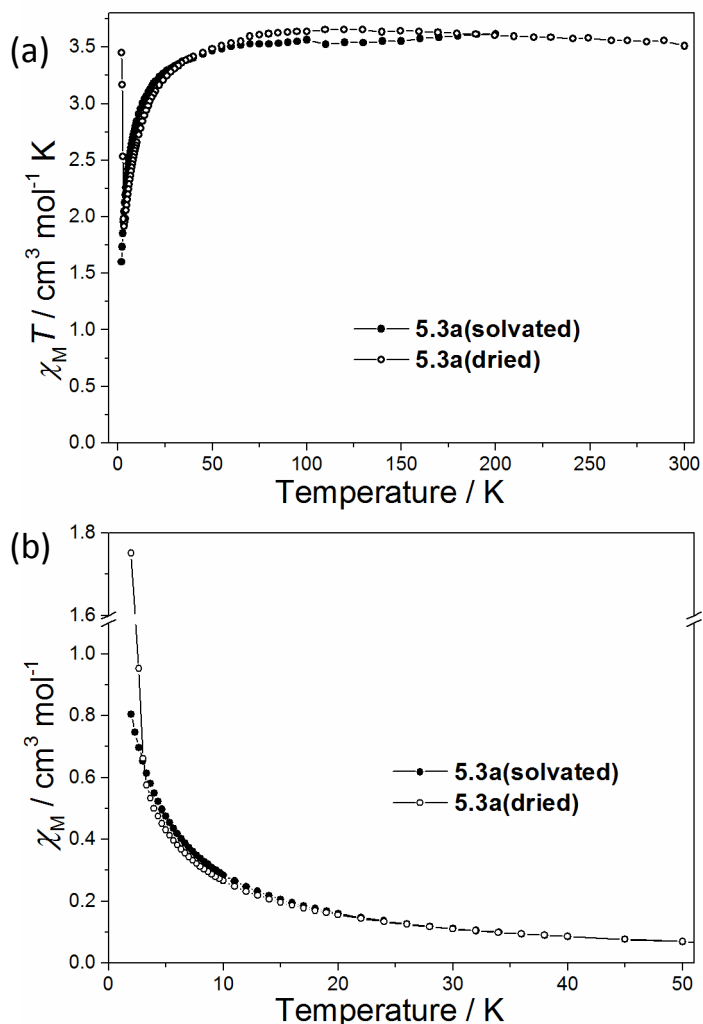 (a)
3.5
3.0
2.5
2.0
1.5
1.0
0.5
0.0
χMT / cm³ mol⁻¹ K
5.3a(solvated)
5.3a(dried)
0 50 100 150 200 250 300
Temperature / K
(b)
1.8
1.6
1.0
0.8
0.6
0.4
0.2
0.0
χM / cm³ mol⁻¹
5.3a(solvated)
5.3a(dried)
0 10 20 30 40 50
Temperature / K